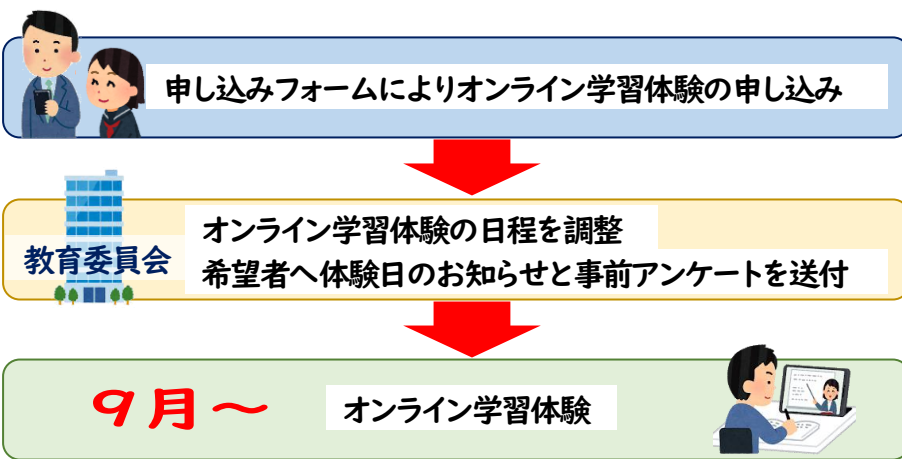 申し込みフォームによりオンライン学習体験の申し込み
教育委員会
オンライン学習体験の日程を調整
希望者へ体験日のお知らせと事前アンケートを送付
9月~
オンライン学習体験